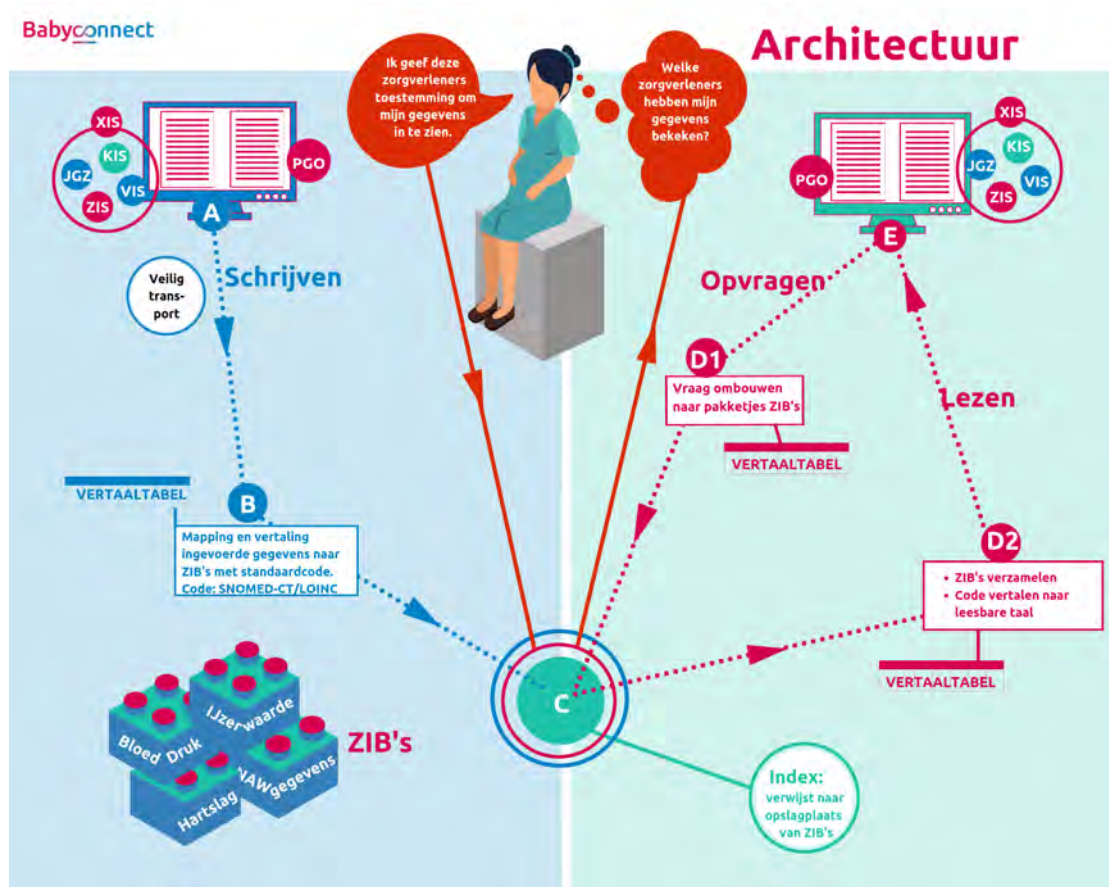 Babyconnect
Architectuur
Ik geef deze
zorgverleners
toestemming om
mijn gegevens
in te zien.
Welke
zorgverleners
hebben mijn
gegevens
bekeken?
XIS
KIS
JGZ
VIS
ZIS
PGO
A
XIS
KIS
JGZ
VIS
ZIS
PGO
E
Veilig
trans-
port
Schrijven
Opvragen
Lezen
D1
Vraag ombouwen
naar pakketjes ZIB's
VERTAALTABEL
VERTAALTABEL
B
Mapping en vertaling
ingevoerde gegevens naar
ZIB's met standaardcode.
Code: SNOMED-CT/LOINC
D2
• ZIB's verzamelen
• Code vertalen naar
leesbare taal
VERTAALTABEL
C
IJzerwaarde
Bloed Druk
NAWgegevens
Hartslag
ZIB's
Index:
verwijst naar
opslagplaats
van ZIB's